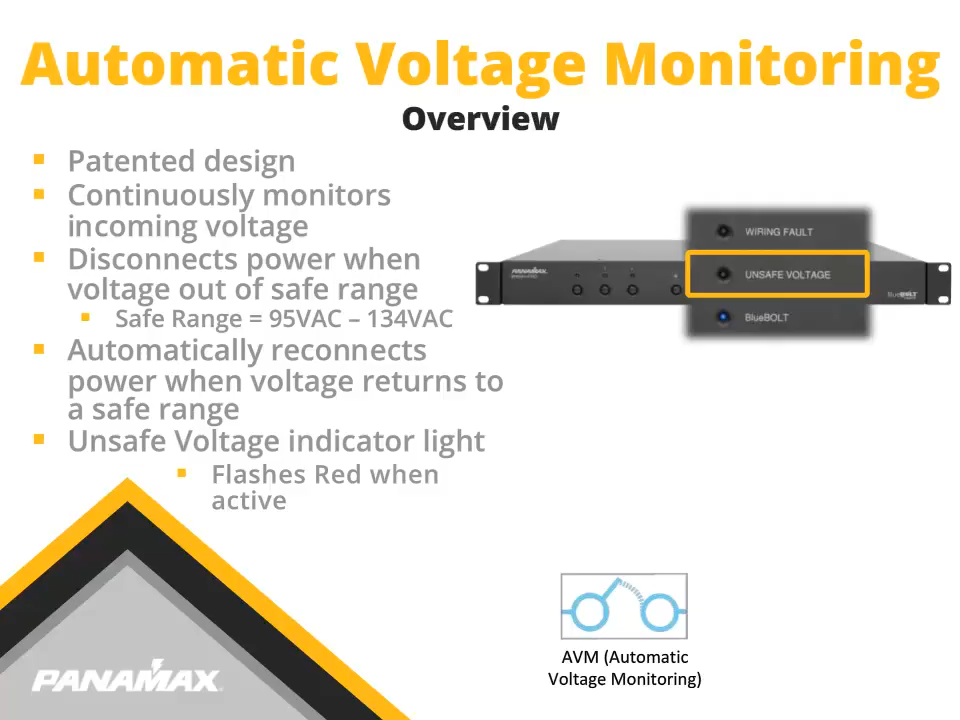 Automatic Voltage Monitoring
Overview
Patented design
Continuously monitors
incoming voltage
Disconnects power when
voltage out of safe range
Safe Range = 95VAC – 134VAC
Automatically reconnects
power when voltage returns to
a safe range
Unsafe Voltage indicator light
Flashes Red when
active
WIRING FAULT
UNSAFE VOLTAGE
BlueBOLT
PANAMAX
BlueBOLT
AVM (Automatic
Voltage Monitoring)
PANAMAX